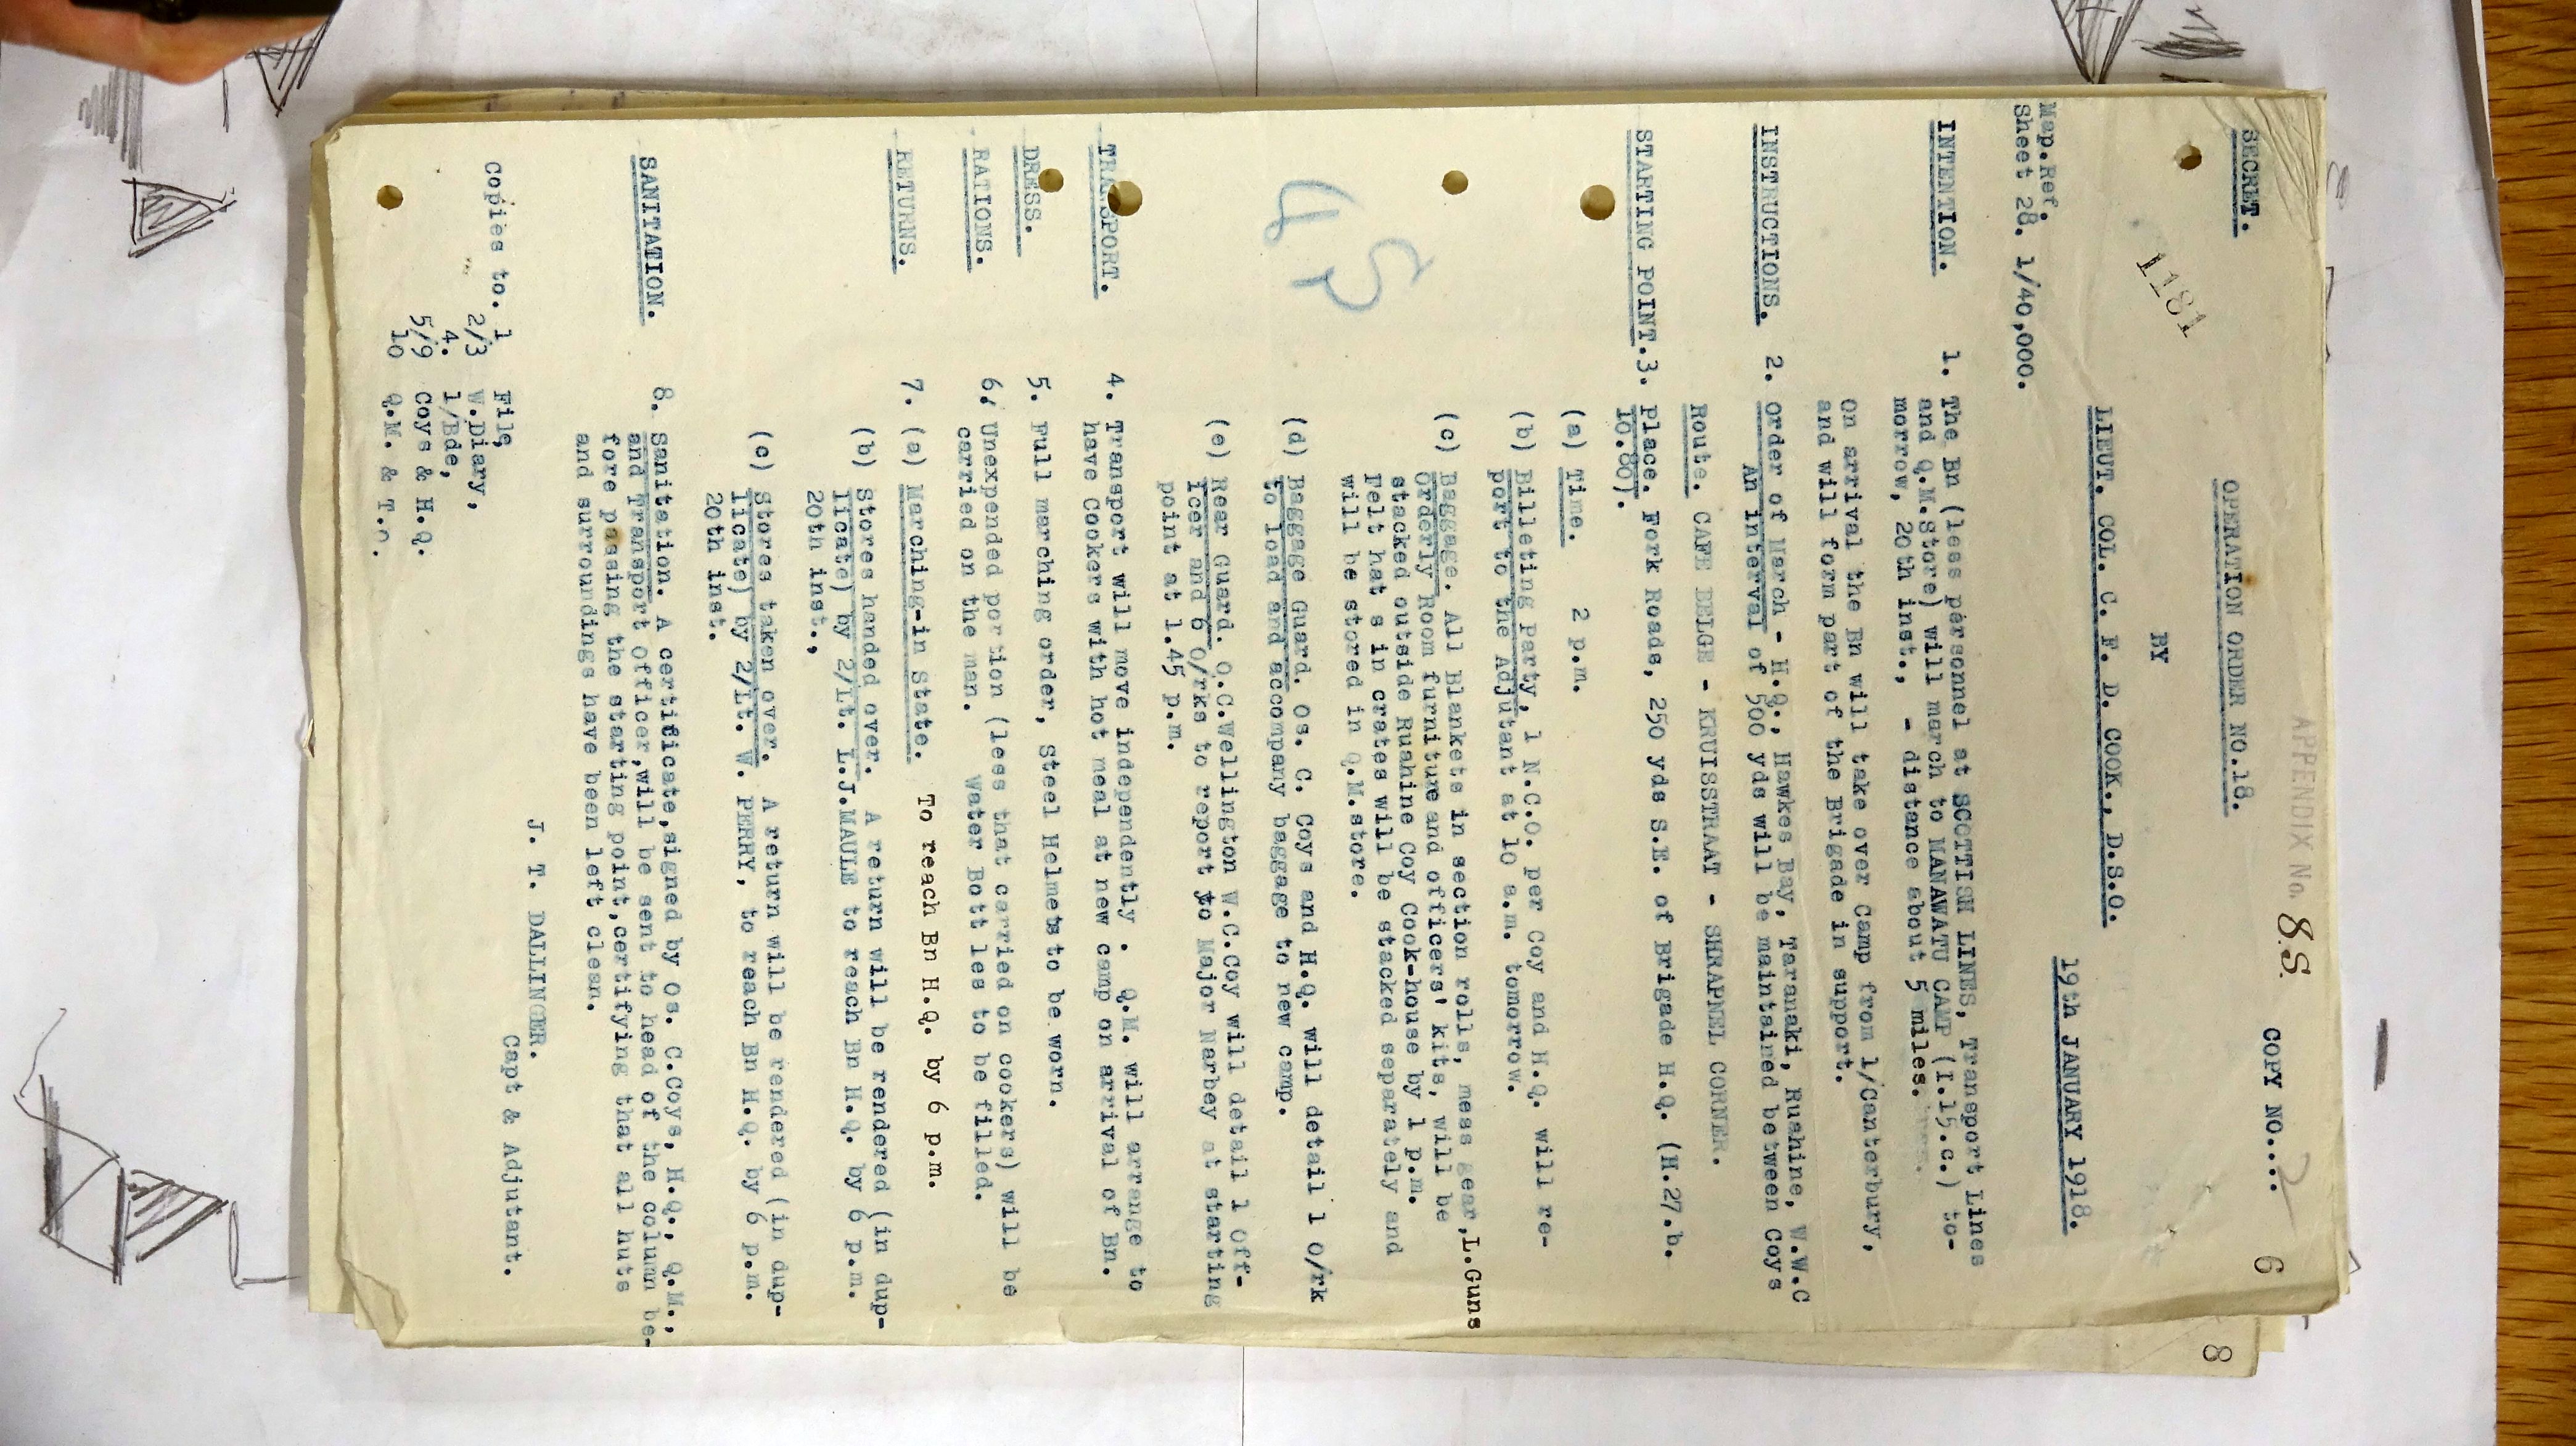 APPENDIX No. 8.S.
SECRET. OPERATION ORDER NO.18. COPY NO.... 2 6
1181
BY
LIEUT. COL. C. F. D. COOK., D.S.O.
19th JANUARY 1918.
Map.Ref.
Sheet 28. 1/40,000.
INTENTION. 1. The Bn (less personnel at SCOTTISH LINES, Transport Lines
and Q.M.Store) will march to MANAWATU CAMP (I.15.c.) to-
morrow, 20th inst., - distance about 5 miles.
On arrival the Bn will take over Camp from 1/Canterbury,
and will form part of the Brigade in support.
INSTRUCTIONS. 2. Order of March - H.Q., Hawkes Bay, Taranaki, Ruahine, W.W.C
An interval of 500 yds will be maintained between Coys
Route. CAFE BELGE - KRUISSTRAAT - SHRAPNEL CORNER.
STARTING POINT.3. Place. Fork Roads, 250 yds S.E. of Brigade H.Q. (H.27.b.
10.80).
(a) Time. 2 p.m.
(b) Billeting Party, 1 N.C.O. per Coy and H.Q. will re-
port to the Adjutant at 10 a.m. tomorrow.
(c) Baggage. All Blankets in section rolls, mess gear,L.Guns
Orderly Room furniture and officers' kits, will be
stacked outside Ruahine Coy Cook-house by 1 p.m.
Felt hat s in crates will be stacked separately and
will be stored in Q.M.store.
45
(d) Baggage Guard. Os. C. Coys and H.Q. will detail 1 O/rk
to load and accompany baggage to new camp.
(e) Rear Guard. O.C.Wellington W.C.Coy will detail 1 Off-
icer and 6 O/rks to report to Major Narbey at starting
point at 1.45 p.m.
TRANSPORT. 4. Transport will move independently . Q.M. will arrange to
have Cookers with hot meal at new camp on arrival of Bn.
DRESS. 5. Full marching order, Steel Helmets to be worn.
RATIONS. 6, Unexpended portion (less that carried on cookers) will be
carried on the man. Water Bott les to be filled.
RETURNS. 7. (a) Marching-in State. To reach Bn H.Q. by 6 p.m.
(b) Stores handed over. A return will be rendered (in dup-
licate) by 2/Lt. L.J.MAULE to reach Bn H.Q. by 6 p.m.
20th inst.,
(c) Stores taken over. A return will be rendered (in dup-
licate) by 2/Lt. W. PERRY, to reach Bn H.Q. by 6 p.m.
20th inst.
SANITATION. 8. Sanitation. A certificate,signed by Os. C.Coys, H.Q., Q.M.,
and Transport Officer,will be sent to head of the column be-
fore passing the starting point,certifying that all huts
and surroundings have been left clean.
J. T. DALLINGER.
Capt & Adjutant.
Copies to. 1 File,
2/3 W.Diary,
4. 1/Bde,
5/9 Coys & H.Q.
10 Q.M. & T.O.
8